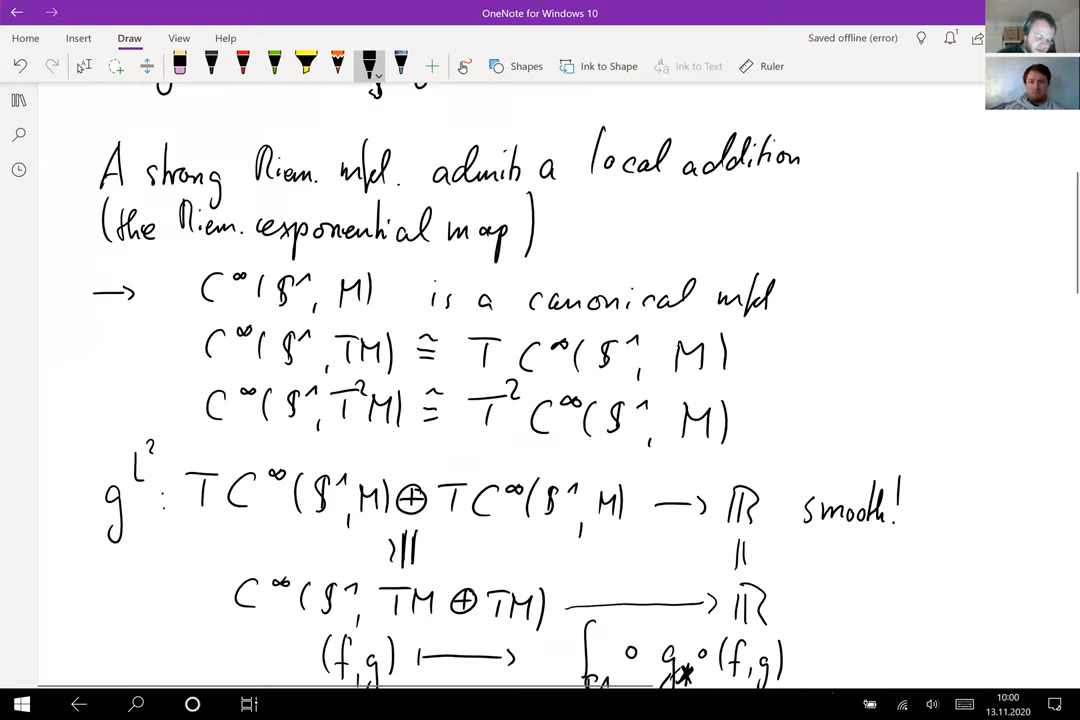 OneNote for Windows 10
Home Insert Draw View Help Saved offline (error)
Shapes Ink to Shape Ink to Text Ruler
A strong Riem. mfd. admits a local addition
(the Riem. exponential map)
→ C^∞(𝕊^1, M) is a canonical mfd
C^∞(𝕊^1, TM) ≅ T C^∞(𝕊^1, M)
C^∞(𝕊^1, T^2M) ≅ T^2 C^∞(𝕊^1, M)
g^{L^2} : T C^∞(𝕊^1, M) ⊕ T C^∞(𝕊^1, M) → ℝ smooth!
≅ =
C^∞(𝕊^1, TM ⊕ TM) → ℝ
(f,g) ↦ ∫_{𝕊^1} ∘ g_* ∘ (f,g)
10:00
13.11.2020